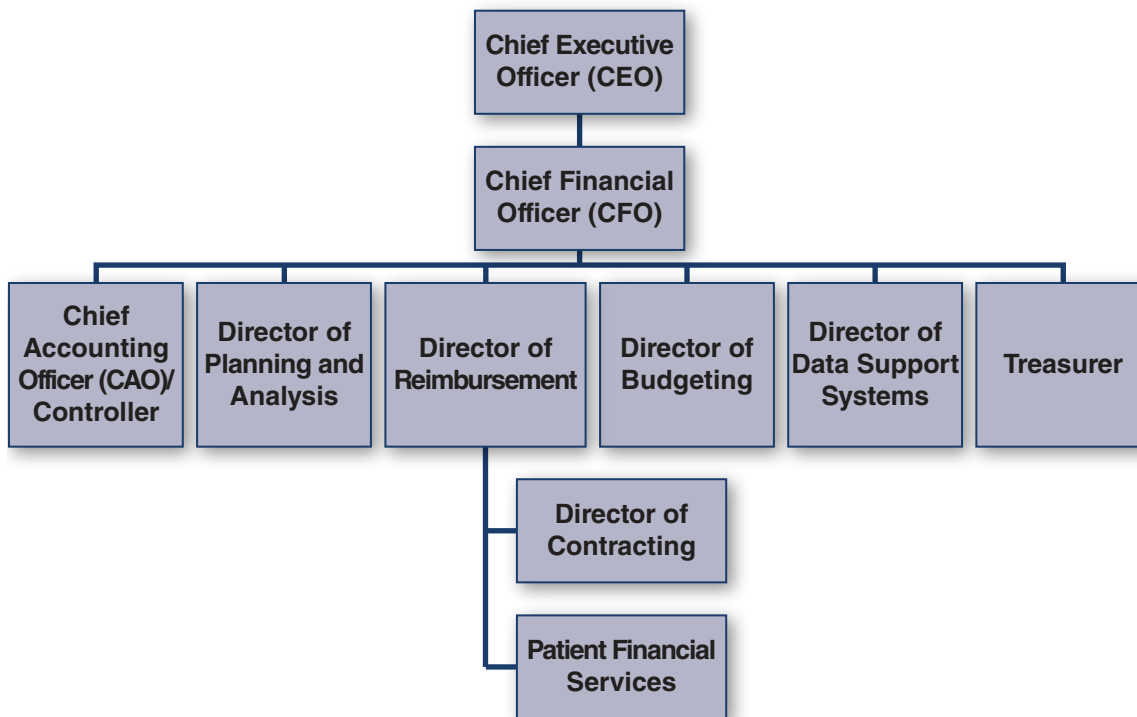 Chief Executive
Officer (CEO)
Chief Financial
Officer (CFO)
Chief
Accounting
Officer (CAO)/
Controller
Director of
Planning and
Analysis
Director of
Reimbursement
Director of
Budgeting
Director of
Data Support
Systems
Treasurer
Director of
Contracting
Patient Financial
Services